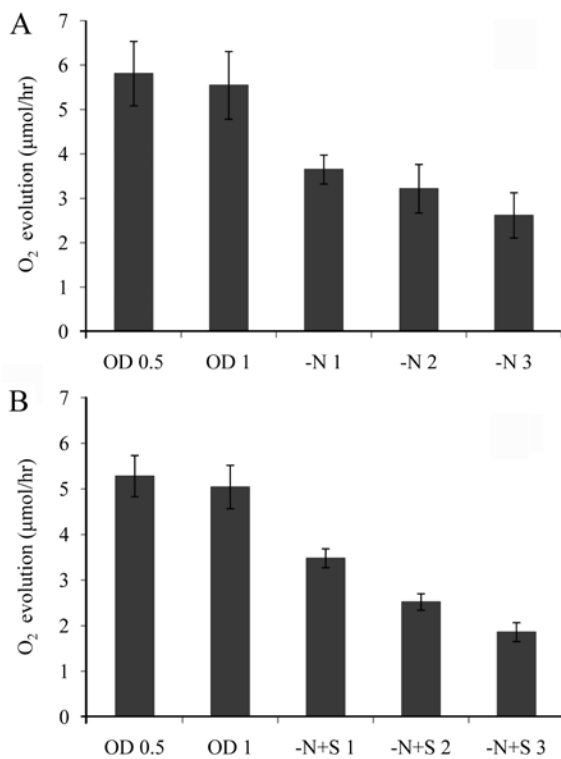 A
O₂ evolution (μmol/hr)
7
6
5
4
3
2
1
0
OD 0.5 OD 1 -N 1 -N 2 -N 3
B
O₂ evolution (μmol/hr)
7
6
5
4
3
2
1
0
OD 0.5 OD 1 -N+S 1 -N+S 2 -N+S 3